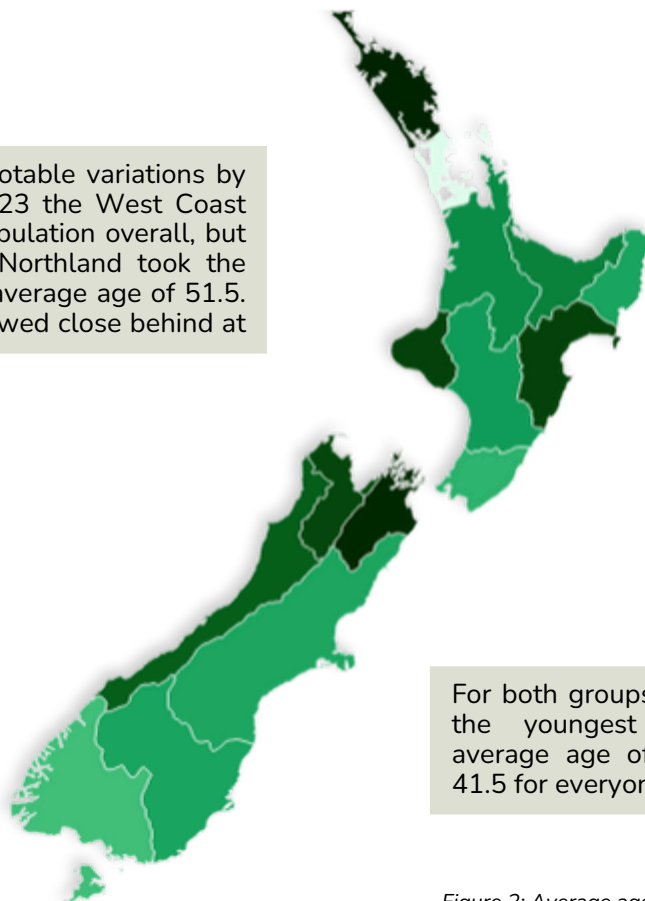 otable variations by
23 the West Coast
pulation overall, but
Northland took the
average age of 51.5.
wed close behind at
For both groups
the youngest
average age of
41.5 for everyon
Figure 2: Average age